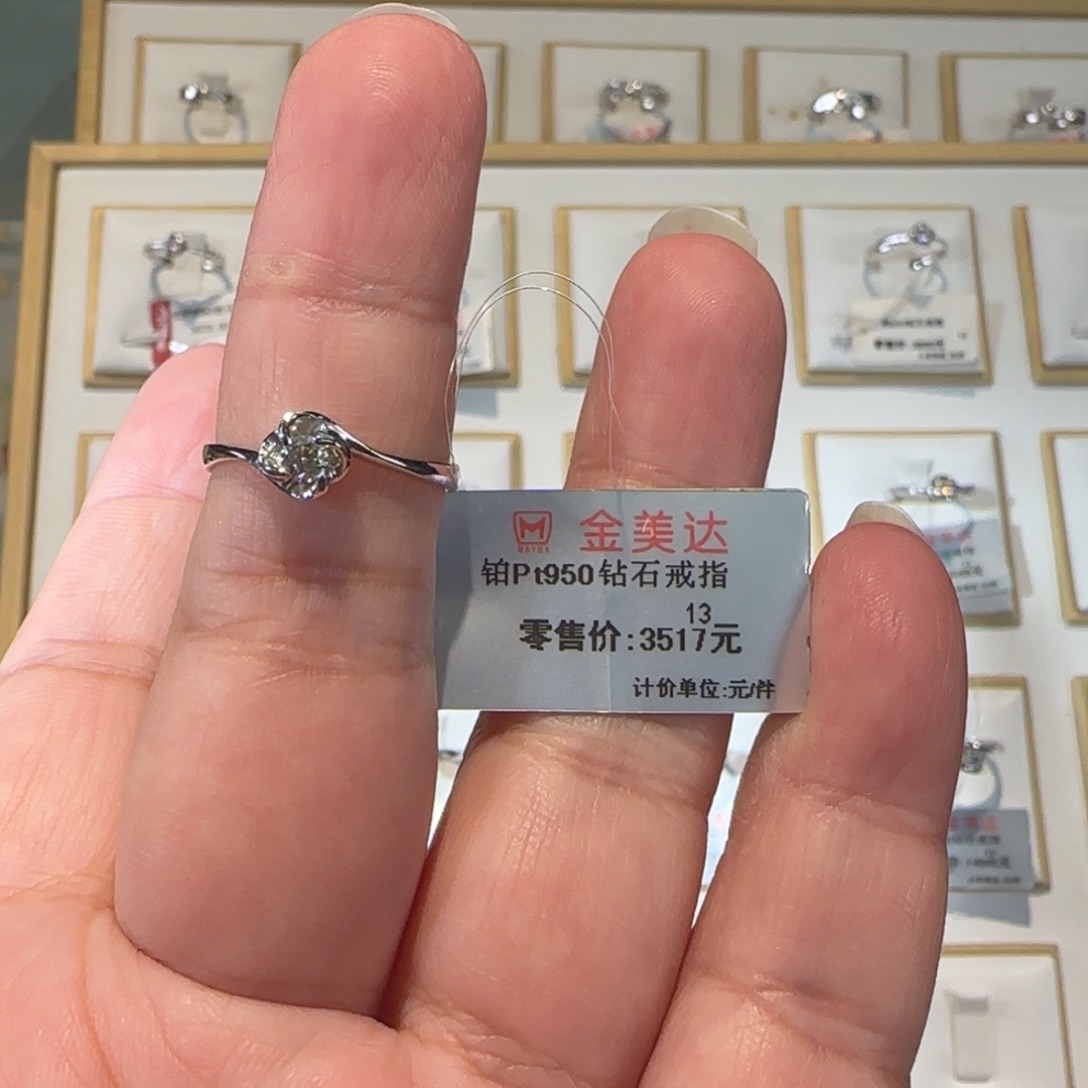 金美达
MAYDA
铂Pt950钻石戒指
13
零售价:3517元
计价单位:元/件